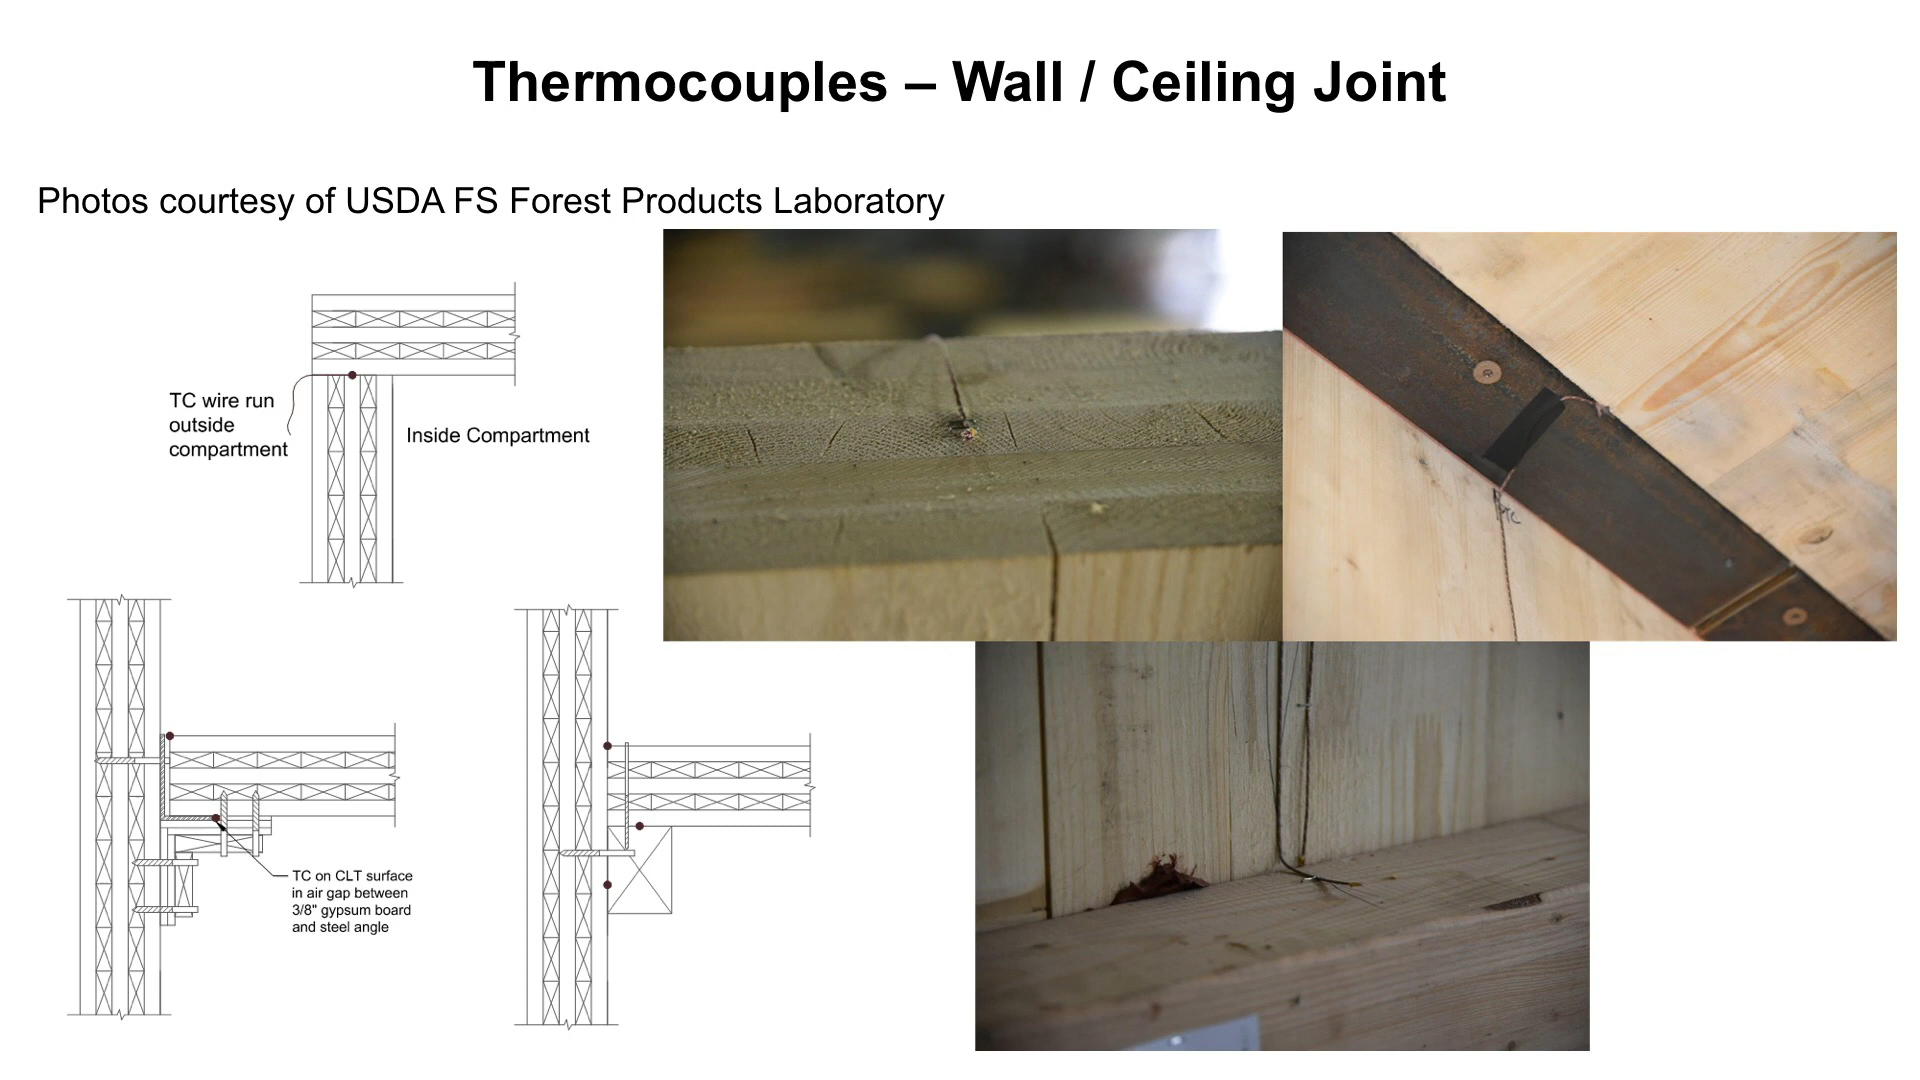 Thermocouples – Wall / Ceiling Joint
Photos courtesy of USDA FS Forest Products Laboratory
TC wire run
outside
compartment
Inside Compartment
TC on CLT surface
in air gap between
3/8" gypsum board
and steel angle
TC